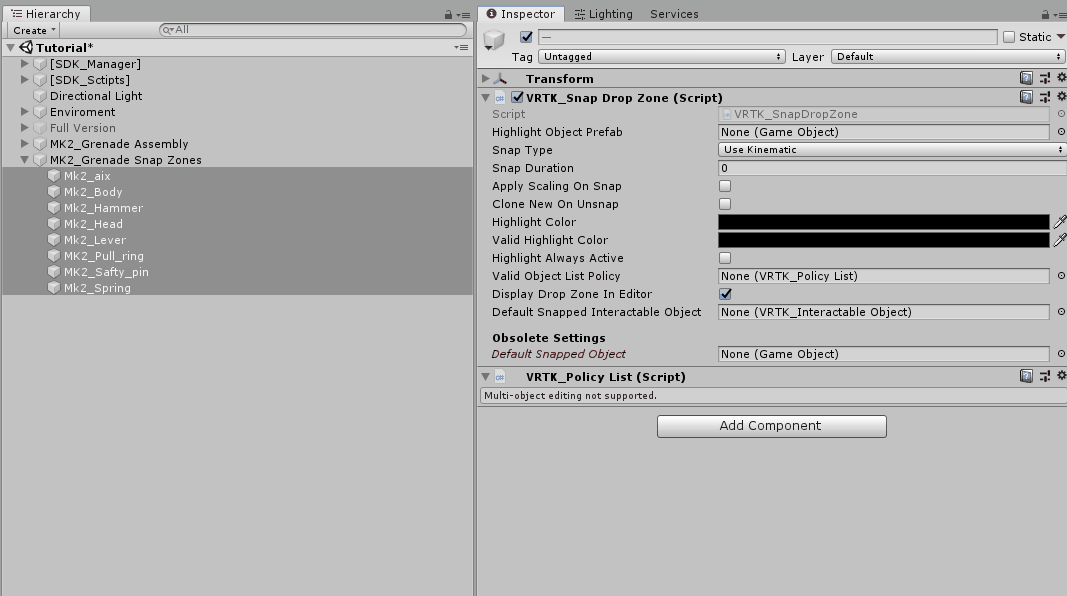 Hierarchy
Create
All
Tutorial*
[SDK_Manager]
[SDK_Sctipts]
Directional Light
Enviroment
Full Version
MK2_Grenade Assembly
MK2_Grenade Snap Zones
Mk2_aix
Mk2_Body
Mk2_Hammer
Mk2_Head
Mk2_Lever
MK2_Pull_ring
MK2_Safty_pin
Mk2_Spring
Inspector Lighting Services
— Static
Tag Untagged Layer Default
Transform
VRTK_Snap Drop Zone (Script)
Script VRTK_SnapDropZone
Highlight Object Prefab None (Game Object)
Snap Type Use Kinematic
Snap Duration 0
Apply Scaling On Snap
Clone New On Unsnap
Highlight Color
Valid Highlight Color
Highlight Always Active
Valid Object List Policy None (VRTK_Policy List)
Display Drop Zone In Editor
Default Snapped Interactable Object None (VRTK_Interactable Object)
Obsolete Settings
Default Snapped Object None (Game Object)
VRTK_Policy List (Script)
Multi-object editing not supported.
Add Component